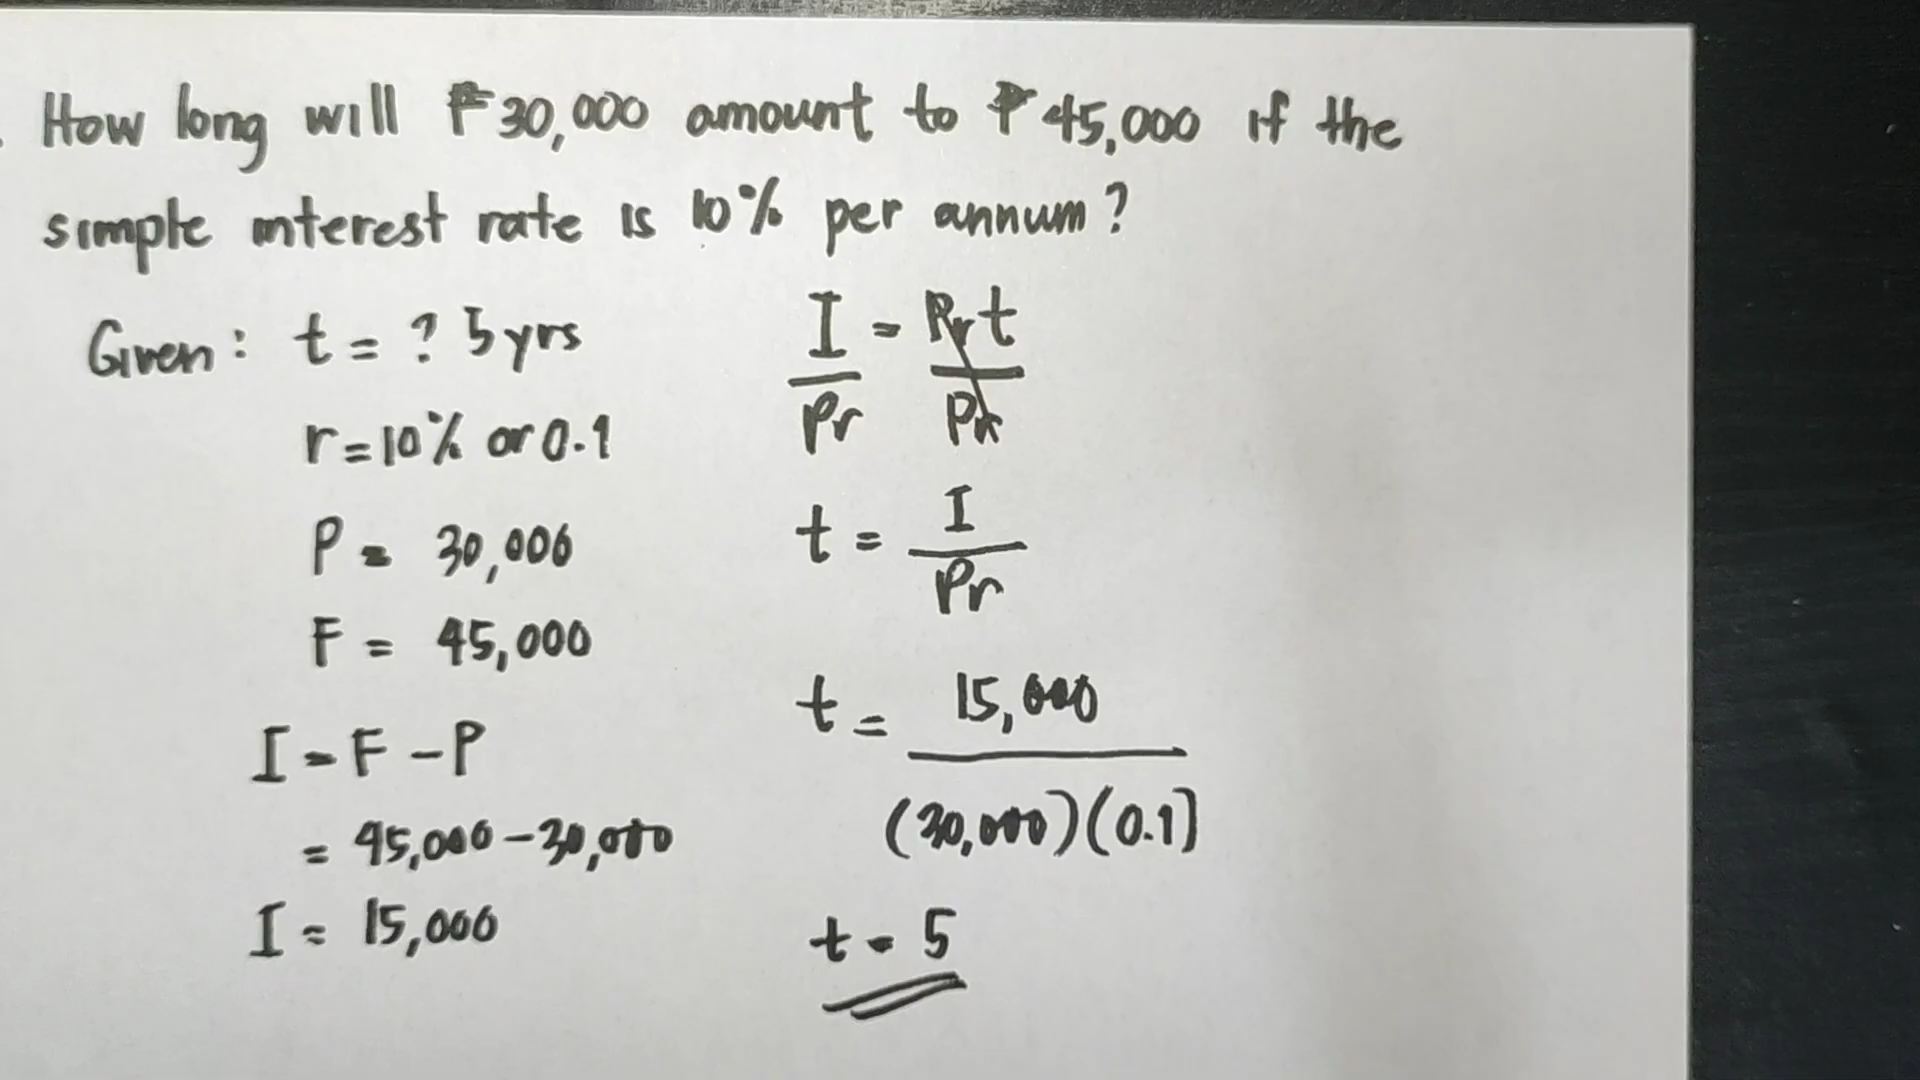 How long will ₱30,000 amount to ₱45,000 if the
simple interest rate is 10% per annum?
Given: t = ? 5 yrs
r = 10% or 0.1
P = 30,000
F = 45,000
I = F - P
= 45,000 - 30,000
I = 15,000
I = Prt
Pr Pr
t = I
Pr
t = 15,000
(30,000)(0.1)
t = 5